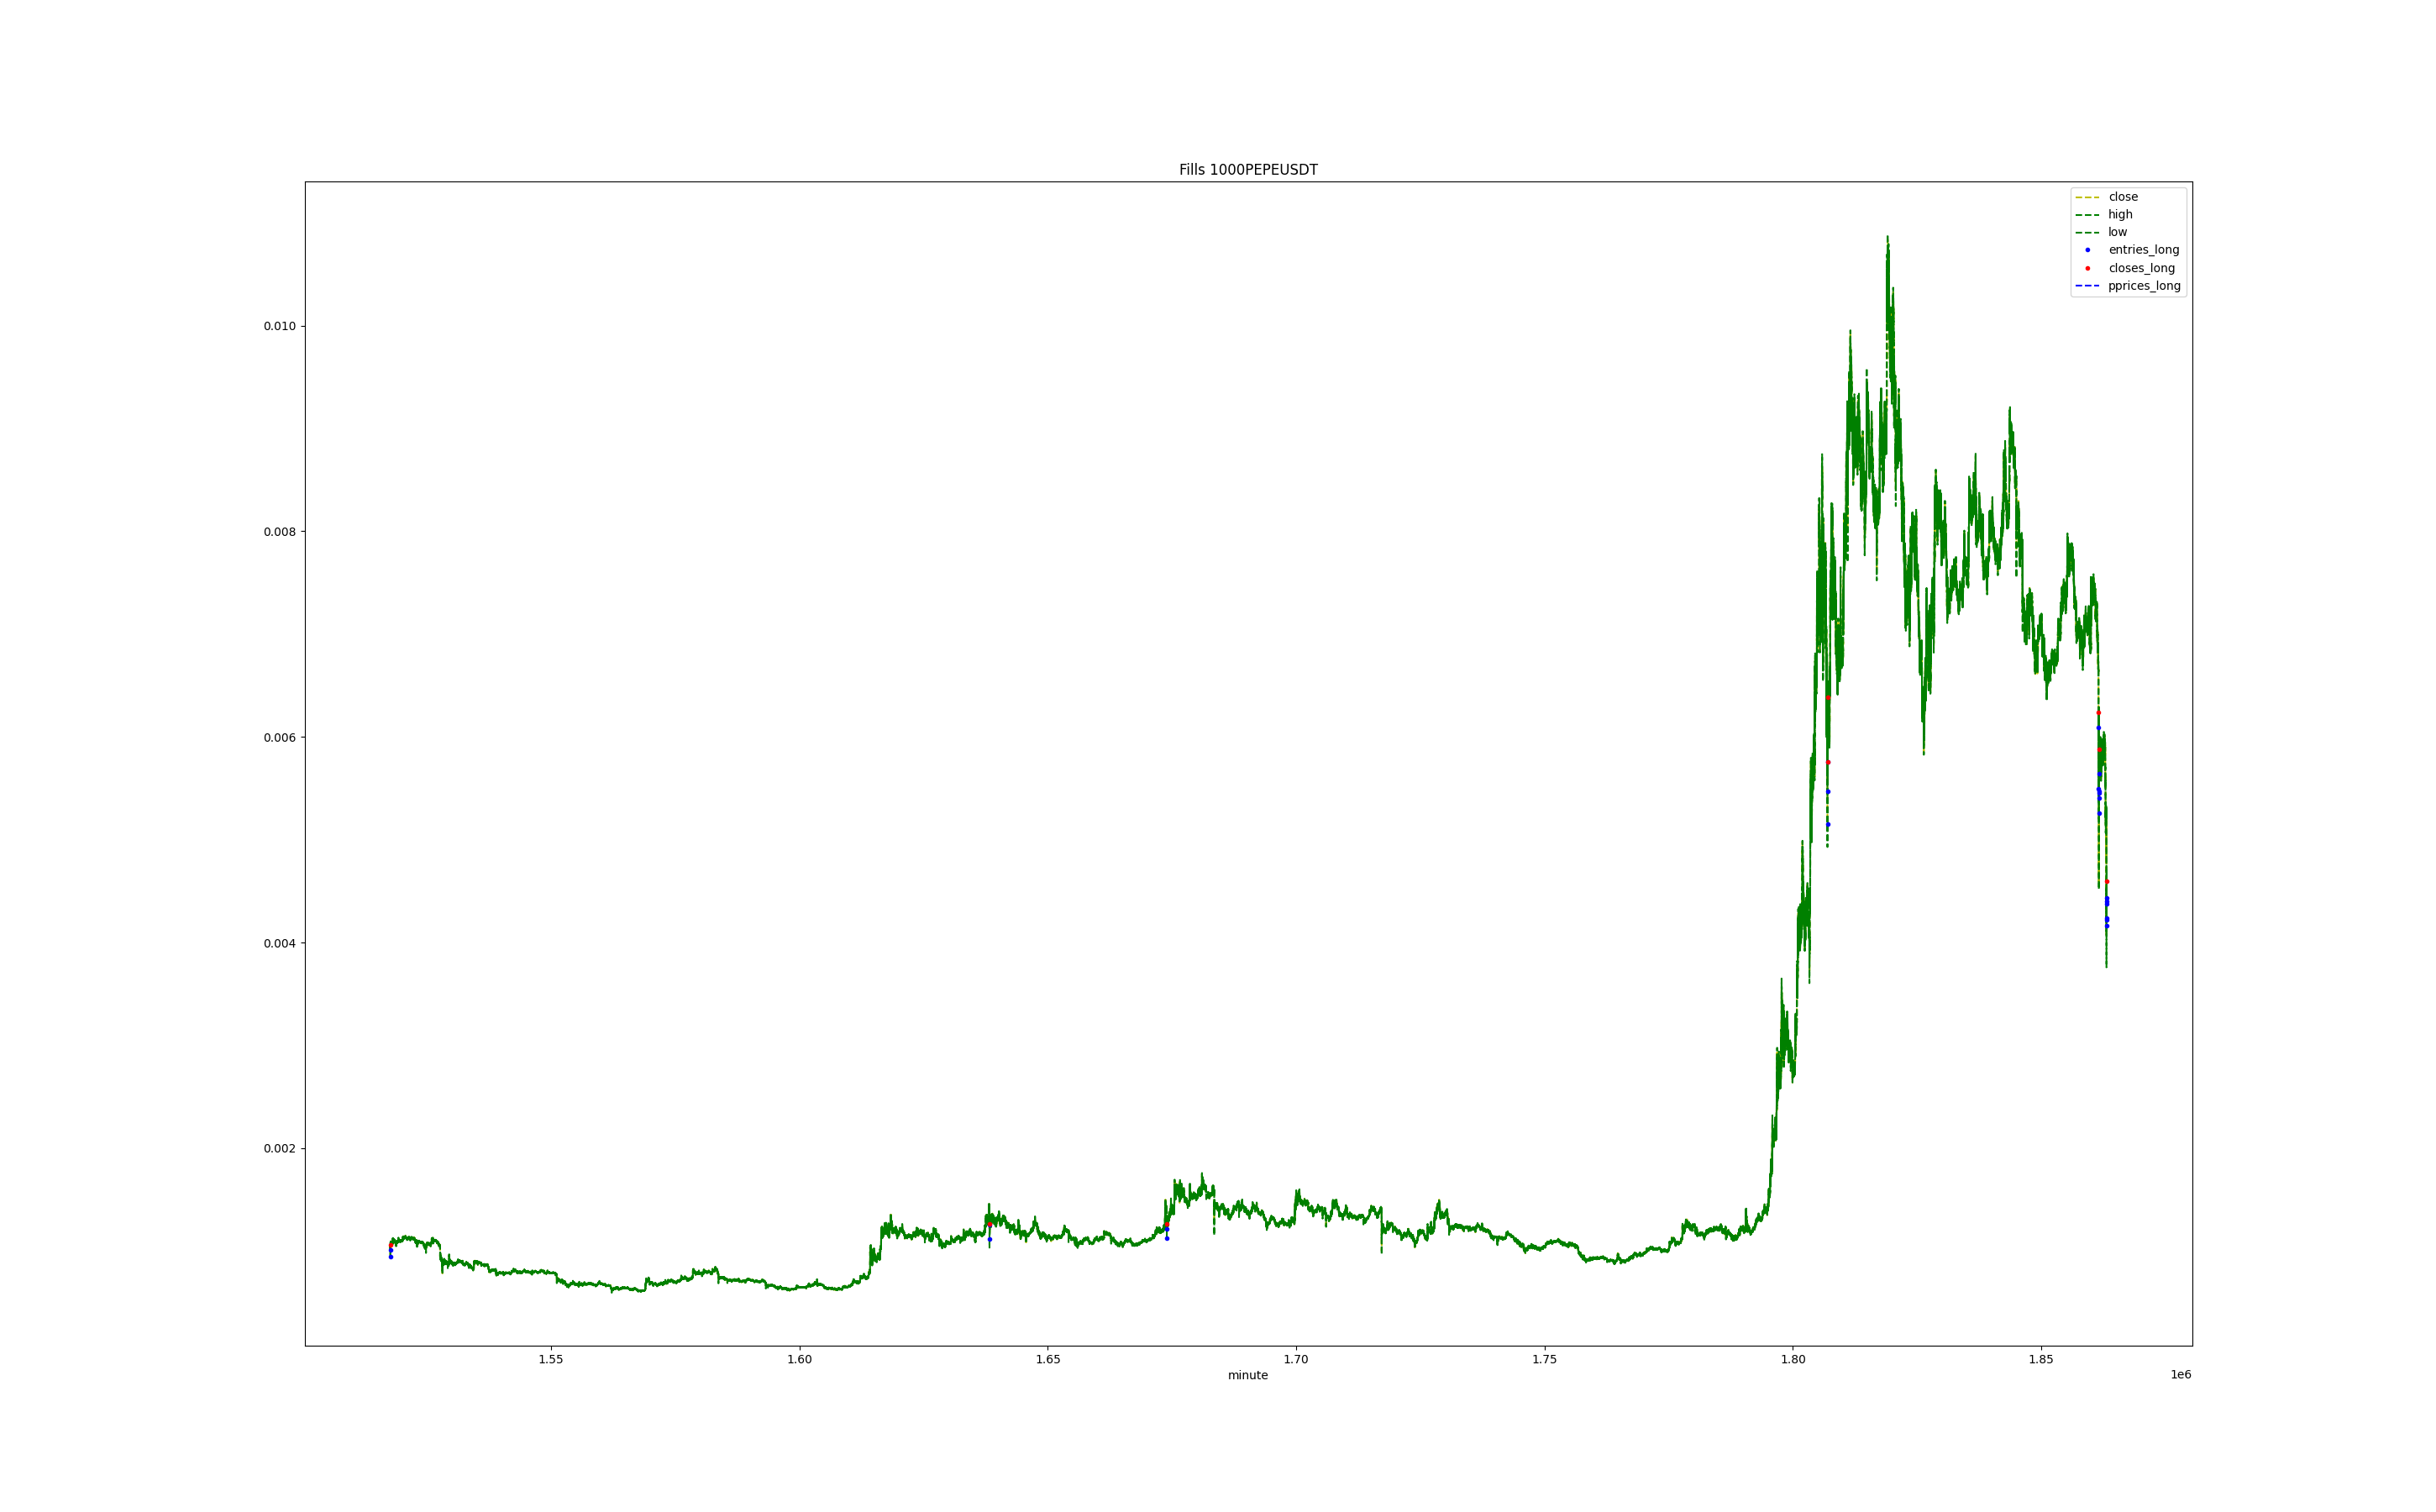 Fills 1000PEPEUSDT
close
high
low
entries_long
closes_long
pprices_long
0.010
0.008
0.006
0.004
0.002
1.55 1.60 1.65 1.70 1.75 1.80 1.85
minute 1e6